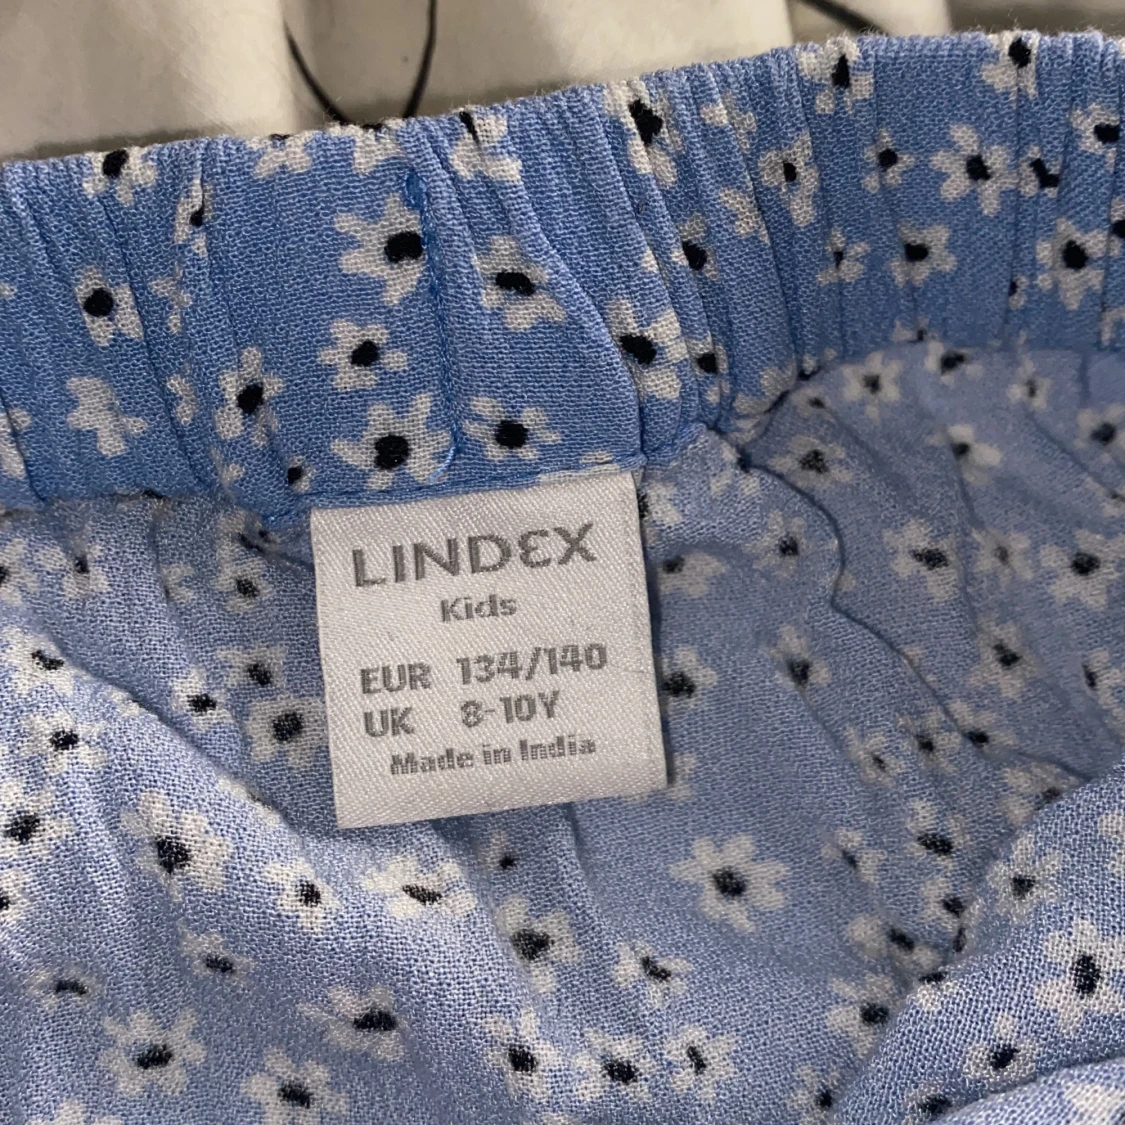 LINDEX
Kids
EUR 134/140
UK 8-10Y
Made in India